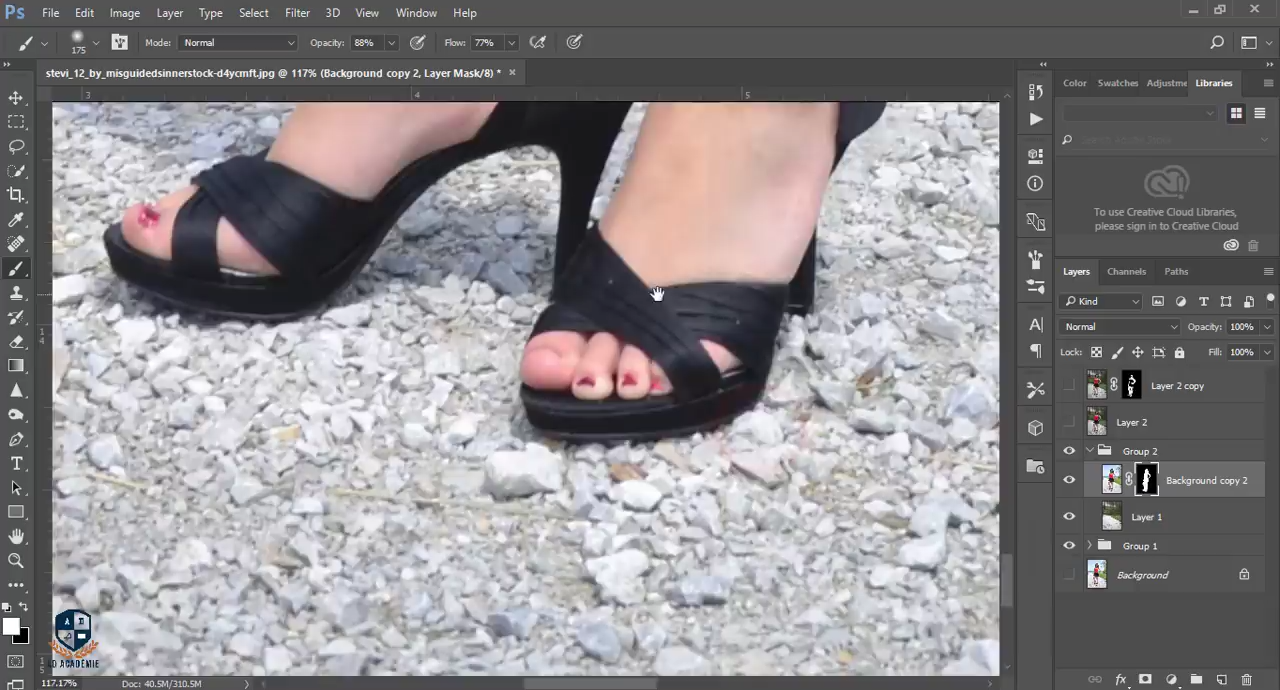 Ps File Edit Image Layer Type Select Filter 3D View Window Help
175 Mode: Normal Opacity: 88% Flow: 77%
stevi_12_by_misguidedsinnerstock-d4ycmft.jpg @ 117% (Background copy 2, Layer Mask/8) * ×
3 4 5
Color Swatches Adjustme Libraries
To use Creative Cloud Libraries,
please sign in to Creative Cloud
Layers Channels Paths
Kind
Normal Opacity: 100%
Lock: Fill: 100%
Layer 2 copy
Layer 2
Group 2
Background copy 2
Layer 1
Group 1
Background
117.17% Doc: 40.5M/310.5M